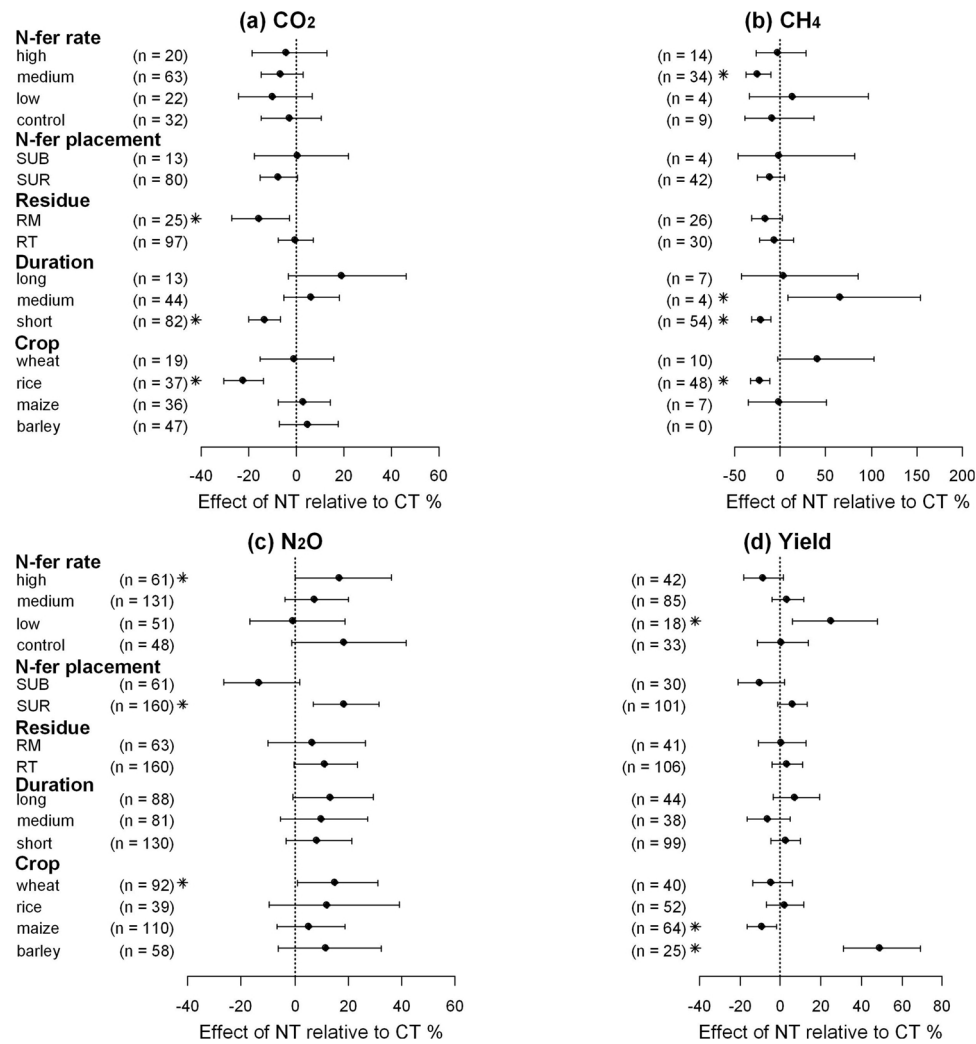 (a) CO₂
N-fer rate
high (n = 20)
medium (n = 63)
low (n = 22)
control (n = 32)
N-fer placement
SUB (n = 13)
SUR (n = 80)
Residue
RM (n = 25) *
RT (n = 97)
Duration
long (n = 13)
medium (n = 44)
short (n = 82) *
Crop
wheat (n = 19)
rice (n = 37) *
maize (n = 36)
barley (n = 47)
-40 -20 0 20 40 60
Effect of NT relative to CT %
(b) CH₄
(n = 14)
(n = 34) *
(n = 4)
(n = 9)
(n = 4)
(n = 42)
(n = 26)
(n = 30)
(n = 7)
(n = 4) *
(n = 54) *
(n = 10)
(n = 48) *
(n = 7)
(n = 0)
-50 0 50 100 150 200
Effect of NT relative to CT %
(c) N₂O
N-fer rate
high (n = 61) *
medium (n = 131)
low (n = 51)
control (n = 48)
N-fer placement
SUB (n = 61)
SUR (n = 160) *
Residue
RM (n = 63)
RT (n = 160)
Duration
long (n = 88)
medium (n = 81)
short (n = 130)
Crop
wheat (n = 92) *
rice (n = 39)
maize (n = 110)
barley (n = 58)
-40 -20 0 20 40 60
Effect of NT relative to CT %
(d) Yield
(n = 42)
(n = 85)
(n = 18) *
(n = 33)
(n = 30)
(n = 101)
(n = 41)
(n = 106)
(n = 44)
(n = 38)
(n = 99)
(n = 40)
(n = 52)
(n = 64) *
(n = 25) *
-40 -20 0 20 40 60 80
Effect of NT relative to CT %